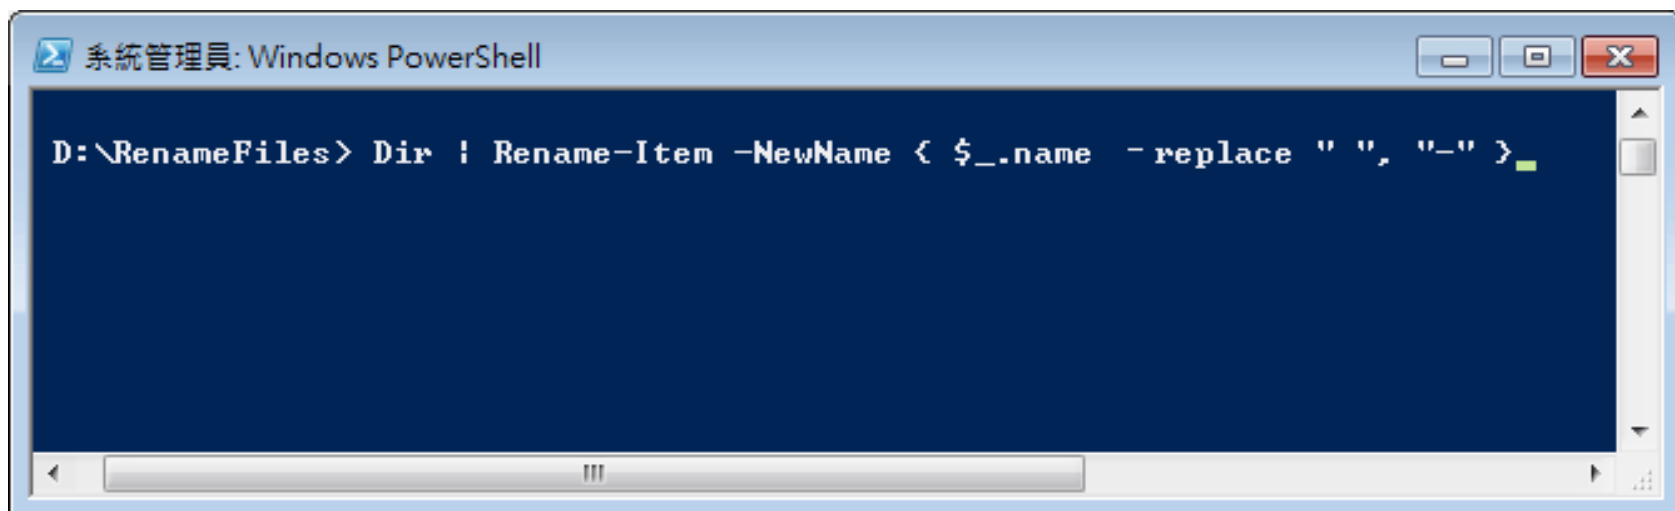 系統管理員: Windows PowerShell
D:\RenameFiles> Dir | Rename-Item -NewName { $_.name –replace " ", "-" }